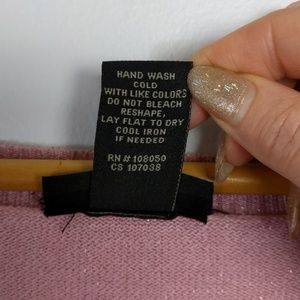 HAND WASH
COLD
WITH LIKE COLORS
DO NOT BLEACH
RESHAPE,
LAY FLAT TO DRY
COOL IRON
IF NEEDED
RN # 108050
CS 107038